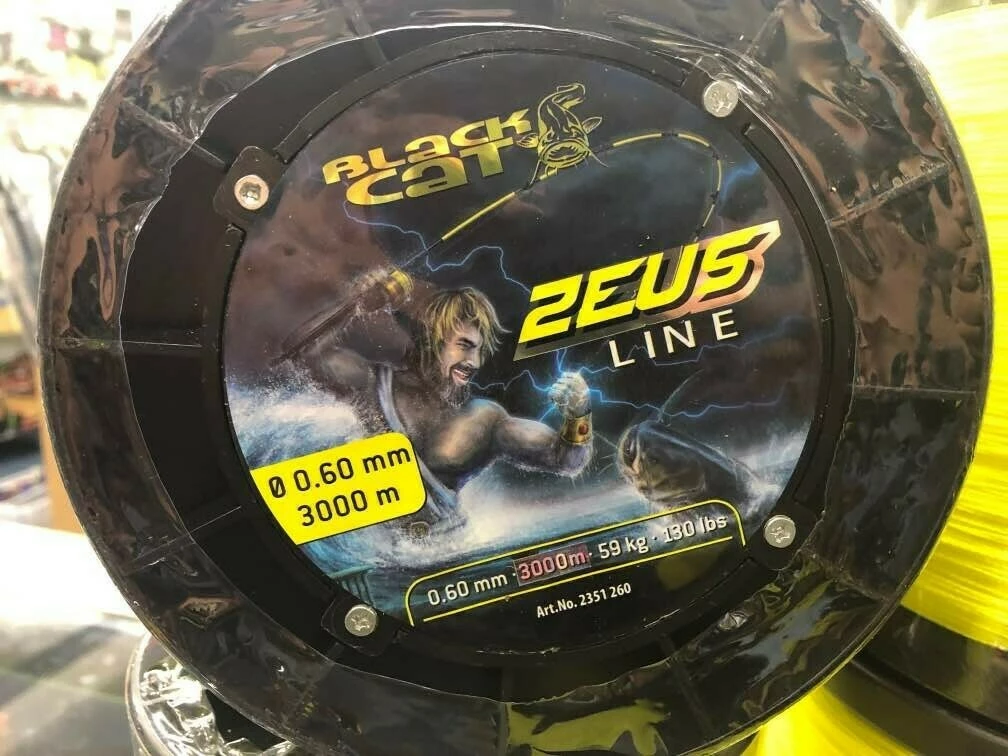 BLACK
CAT
ZEUS
LINE
Ø 0.60 mm
3000 m
0.60 mm · 3000m · 59 kg · 130 lbs
Art.No. 2351 260